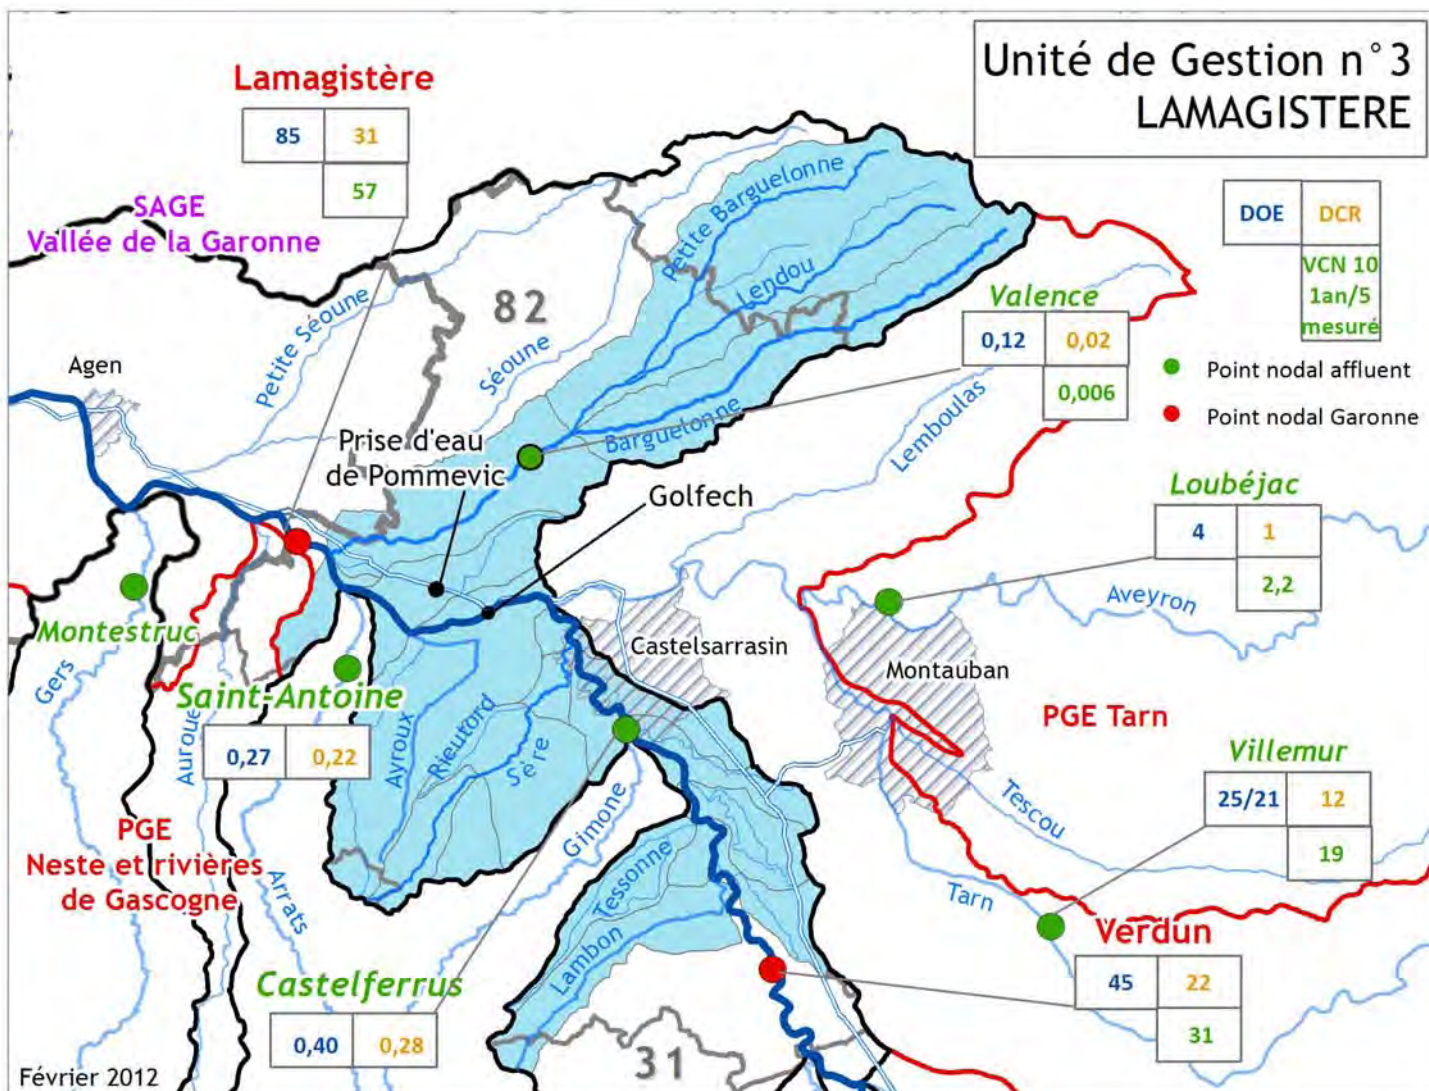 Unité de Gestion n°3
LAMAGISTERE
Lamagistère
85 31
57
SAGE
Vallée de la Garonne
DOE DCR
VCN 10
1an/5
mesuré
Point nodal affluent
Point nodal Garonne
Petite Barguelonne
Lendou
82
Valence
0,12 0,02
0,006
Petite Séoune
Séoune
Agen
Barguelonne
Lemboulas
Prise d'eau
de Pommevic
Golfech
Loubéjac
4 1
2,2
Aveyron
Montestruc
Gers
Castelsarrasin
Montauban
Saint-Antoine
0,27 0,22
Auroue
Ayroux
Rieutord
Sère
PGE Tarn
Villemur
25/21 12
19
Gimone
Tescou
PGE
Neste et rivières
de Gascogne
Arrats
Tessonne
Lambon
Tarn
Verdun
45 22
31
Castelferrus
0,40 0,28
31
Février 2012